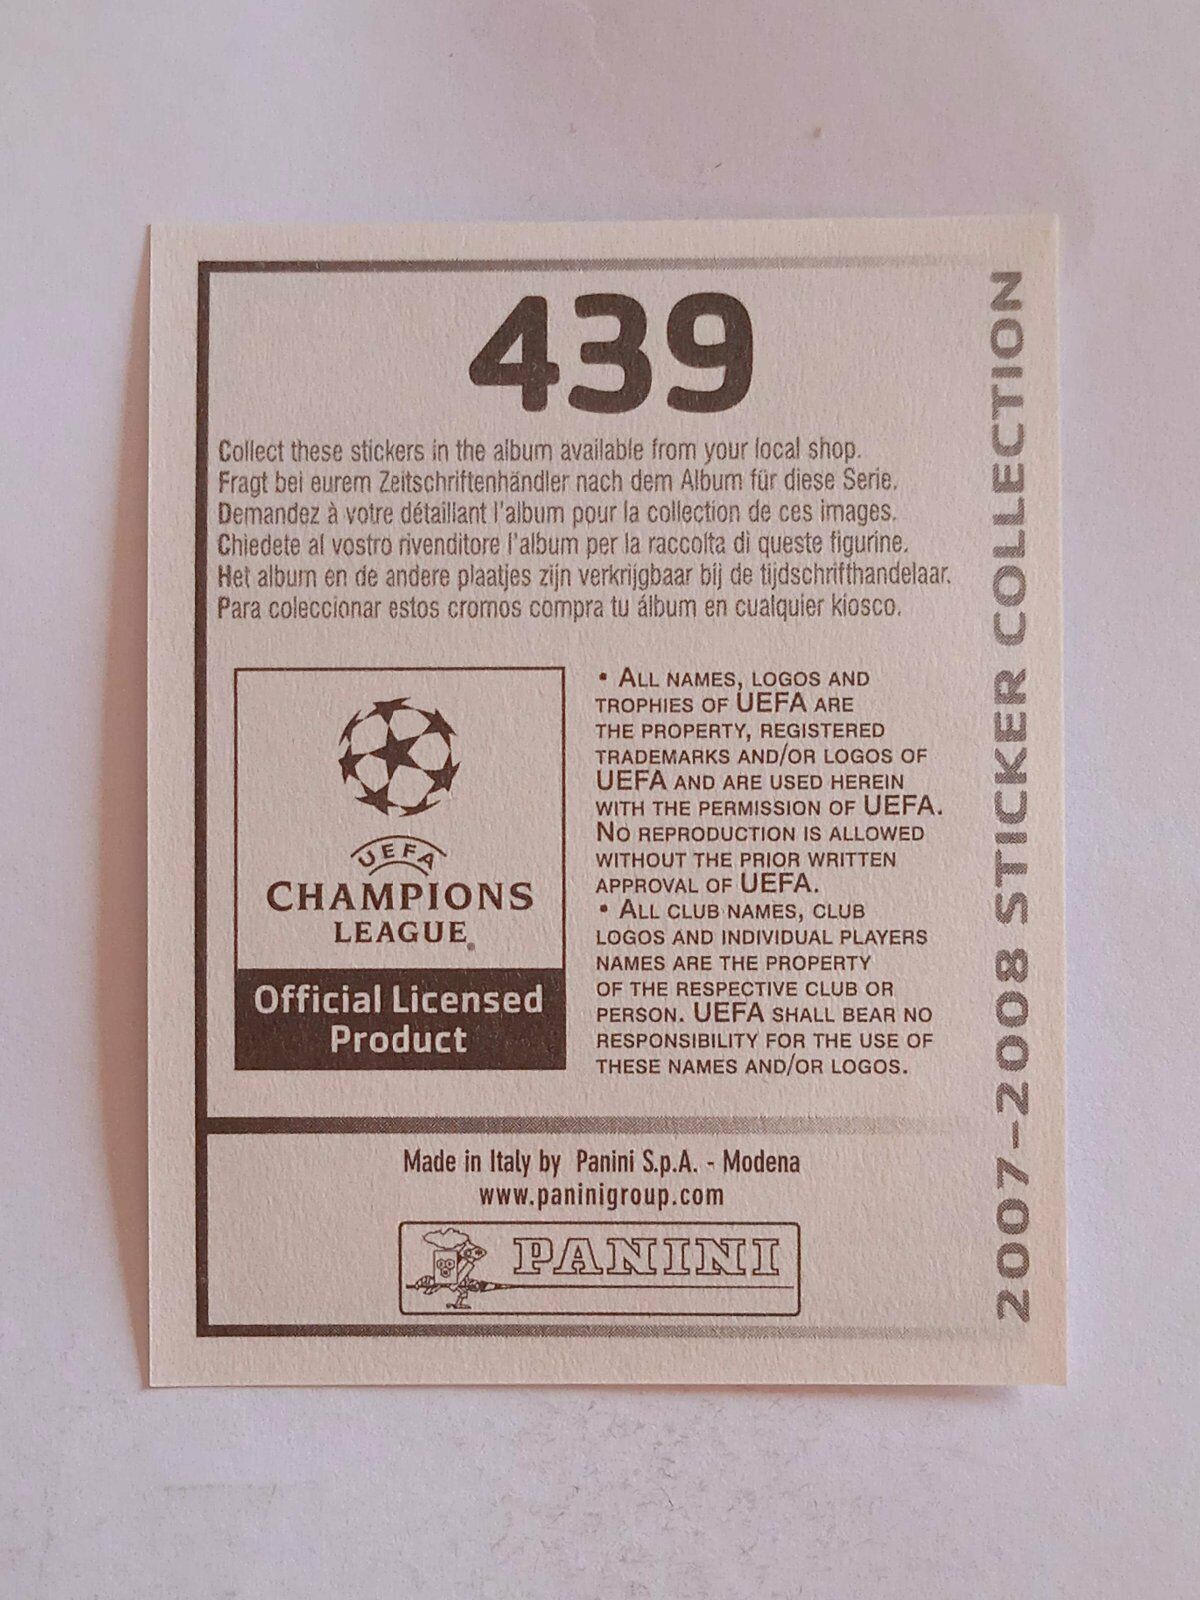 439
Collect these stickers in the album available from your local shop.
Fragt bei eurem Zeitschriftenhändler nach dem Album für diese Serie.
Demandez à votre détaillant l'album pour la collection de ces images.
Chiedete al vostro rivenditore l'album per la raccolta di queste figurine.
Het album en de andere plaatjes zijn verkrijgbaar bij de tijdschrifthandelaar.
Para coleccionar estos cromos compra tu álbum en cualquier kiosco.
UEFA
CHAMPIONS
LEAGUE®
Official Licensed
Product
• ALL NAMES, LOGOS AND
TROPHIES OF UEFA ARE
THE PROPERTY, REGISTERED
TRADEMARKS AND/OR LOGOS OF
UEFA AND ARE USED HEREIN
WITH THE PERMISSION OF UEFA.
NO REPRODUCTION IS ALLOWED
WITHOUT THE PRIOR WRITTEN
APPROVAL OF UEFA.
• ALL CLUB NAMES, CLUB
LOGOS AND INDIVIDUAL PLAYERS
NAMES ARE THE PROPERTY
OF THE RESPECTIVE CLUB OR
PERSON. UEFA SHALL BEAR NO
RESPONSIBILITY FOR THE USE OF
THESE NAMES AND/OR LOGOS.
Made in Italy by Panini S.p.A. - Modena
www.paninigroup.com
PANINI
2007-2008 STICKER COLLECTION